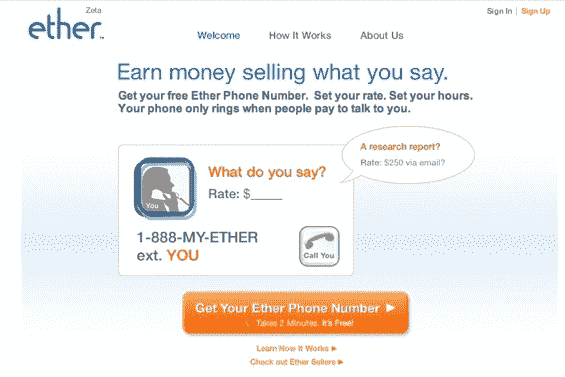 Zeta
ether™
Sign In | Sign Up
Welcome How It Works About Us
Earn money selling what you say.
Get your free Ether Phone Number. Set your rate. Set your hours.
Your phone only rings when people pay to talk to you.
A research report?
Rate: $250 via email?
What do you say?
Rate: $_____
You
1-888-MY-ETHER
ext. YOU
Call You
Get Your Ether Phone Number ►
Takes 2 Minutes. It's Free!
Learn How It Works ►
Check out Ether Sellers ►